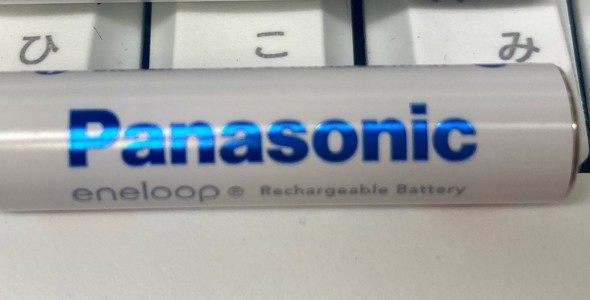 ひ こ み
Panasonic
eneloop® Rechargeable Battery